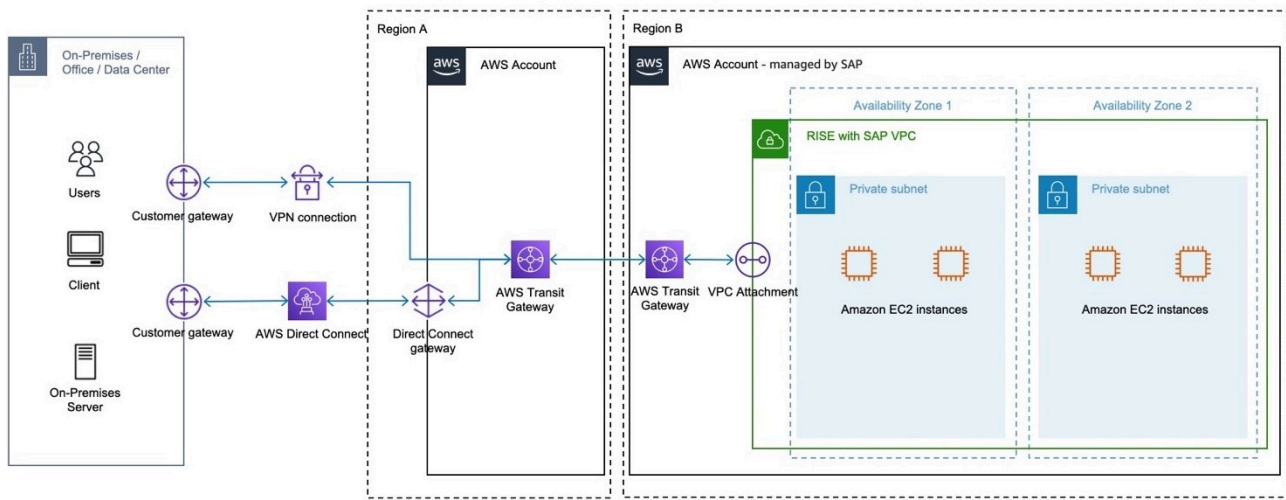 On-Premises /
Office / Data Center
Users
Client
On-Premises
Server
Customer gateway
VPN connection
Customer gateway
AWS Direct Connect
Region A
aws
AWS Account
Direct Connect
gateway
AWS Transit
Gateway
Region B
aws
AWS Account - managed by SAP
AWS Transit
Gateway
VPC Attachment
RISE with SAP VPC
Availability Zone 1
Private subnet
Amazon EC2 instances
Availability Zone 2
Private subnet
Amazon EC2 instances